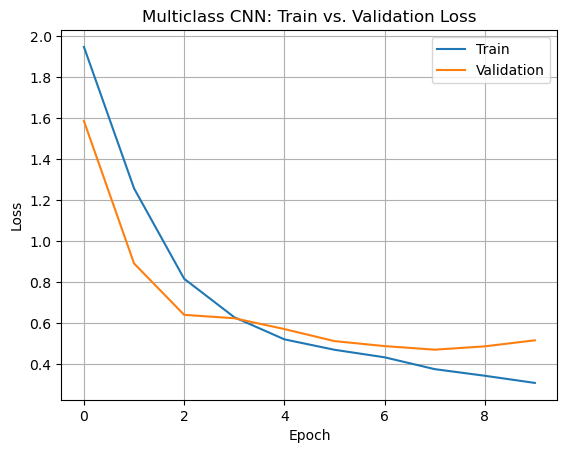 Multiclass CNN: Train vs. Validation Loss
2.0
1.8
1.6
1.4
1.2
1.0
0.8
0.6
0.4
Loss
Train
Validation
0 2 4 6 8
Epoch